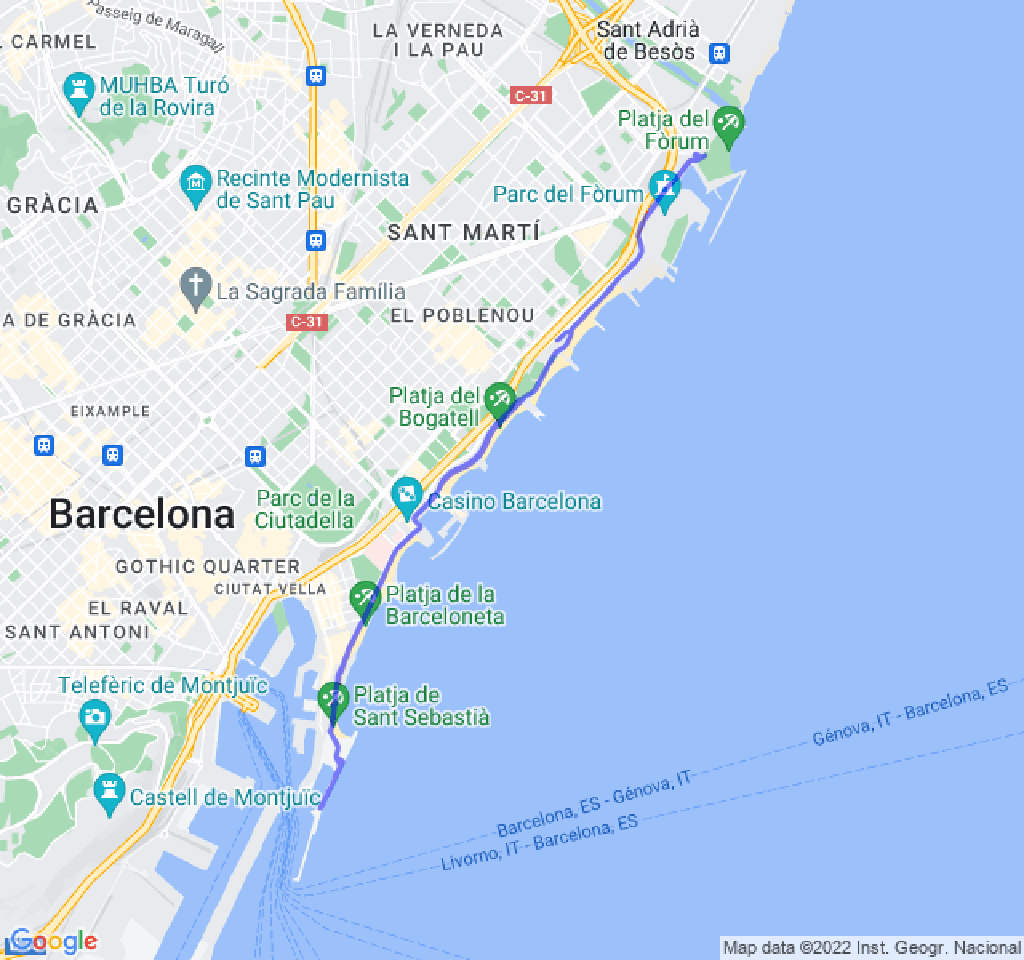 Passeig de Maragall
LA VERNEDA
I LA PAU
Sant Adrià
de Besòs
CARMEL
MUHBA Turó
de la Rovira
C-31
Platja del
Fòrum
Recinte Modernista
de Sant Pau
Parc del Fòrum
GRÀCIA
SANT MARTÍ
La Sagrada Família
A DE GRÀCIA
C-31
EL POBLENOU
Platja del
Bogatell
EIXAMPLE
Parc de la
Ciutadella
Casino Barcelona
Barcelona
GOTHIC QUARTER
CIUTAT VELLA
EL RAVAL
SANT ANTONI
Platja de la
Barceloneta
Telefèric de Montjuïc
Platja de
Sant Sebastià
Génova, IT - Barcelona, ES
Castell de Montjuïc
Barcelona, ES - Génova, IT
Livorno, IT - Barcelona, ES
Google
Map data ©2022 Inst. Geogr. Nacional